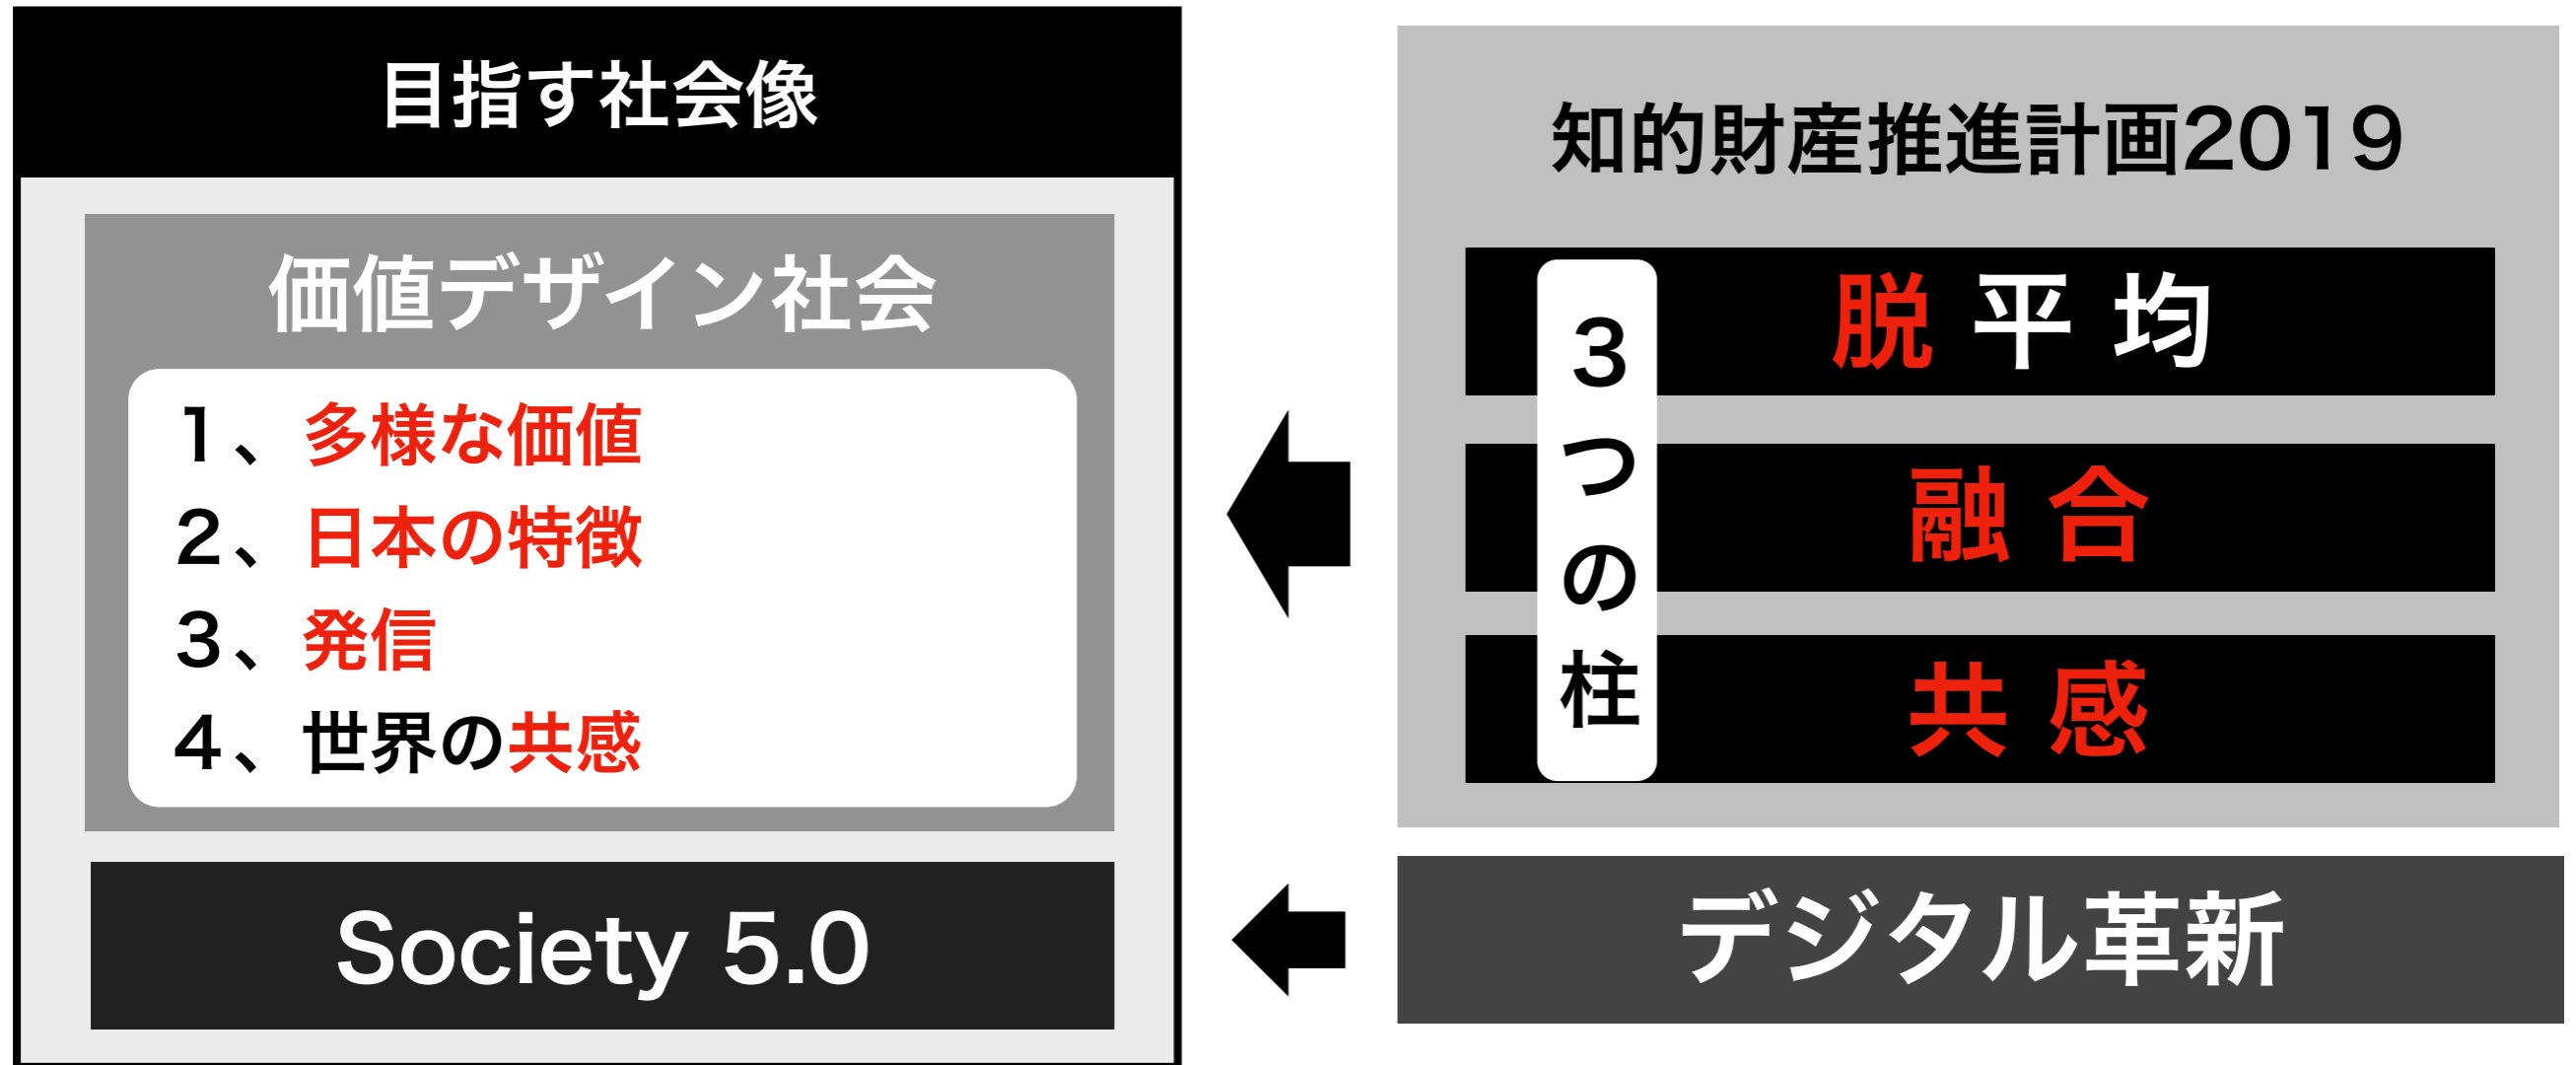 目指す社会像
価値デザイン社会
１、多様な価値
２、日本の特徴
３、発信
４、世界の共感
Society 5.0
知的財産推進計画2019
３つの柱
脱平均
融合
共感
デジタル革新